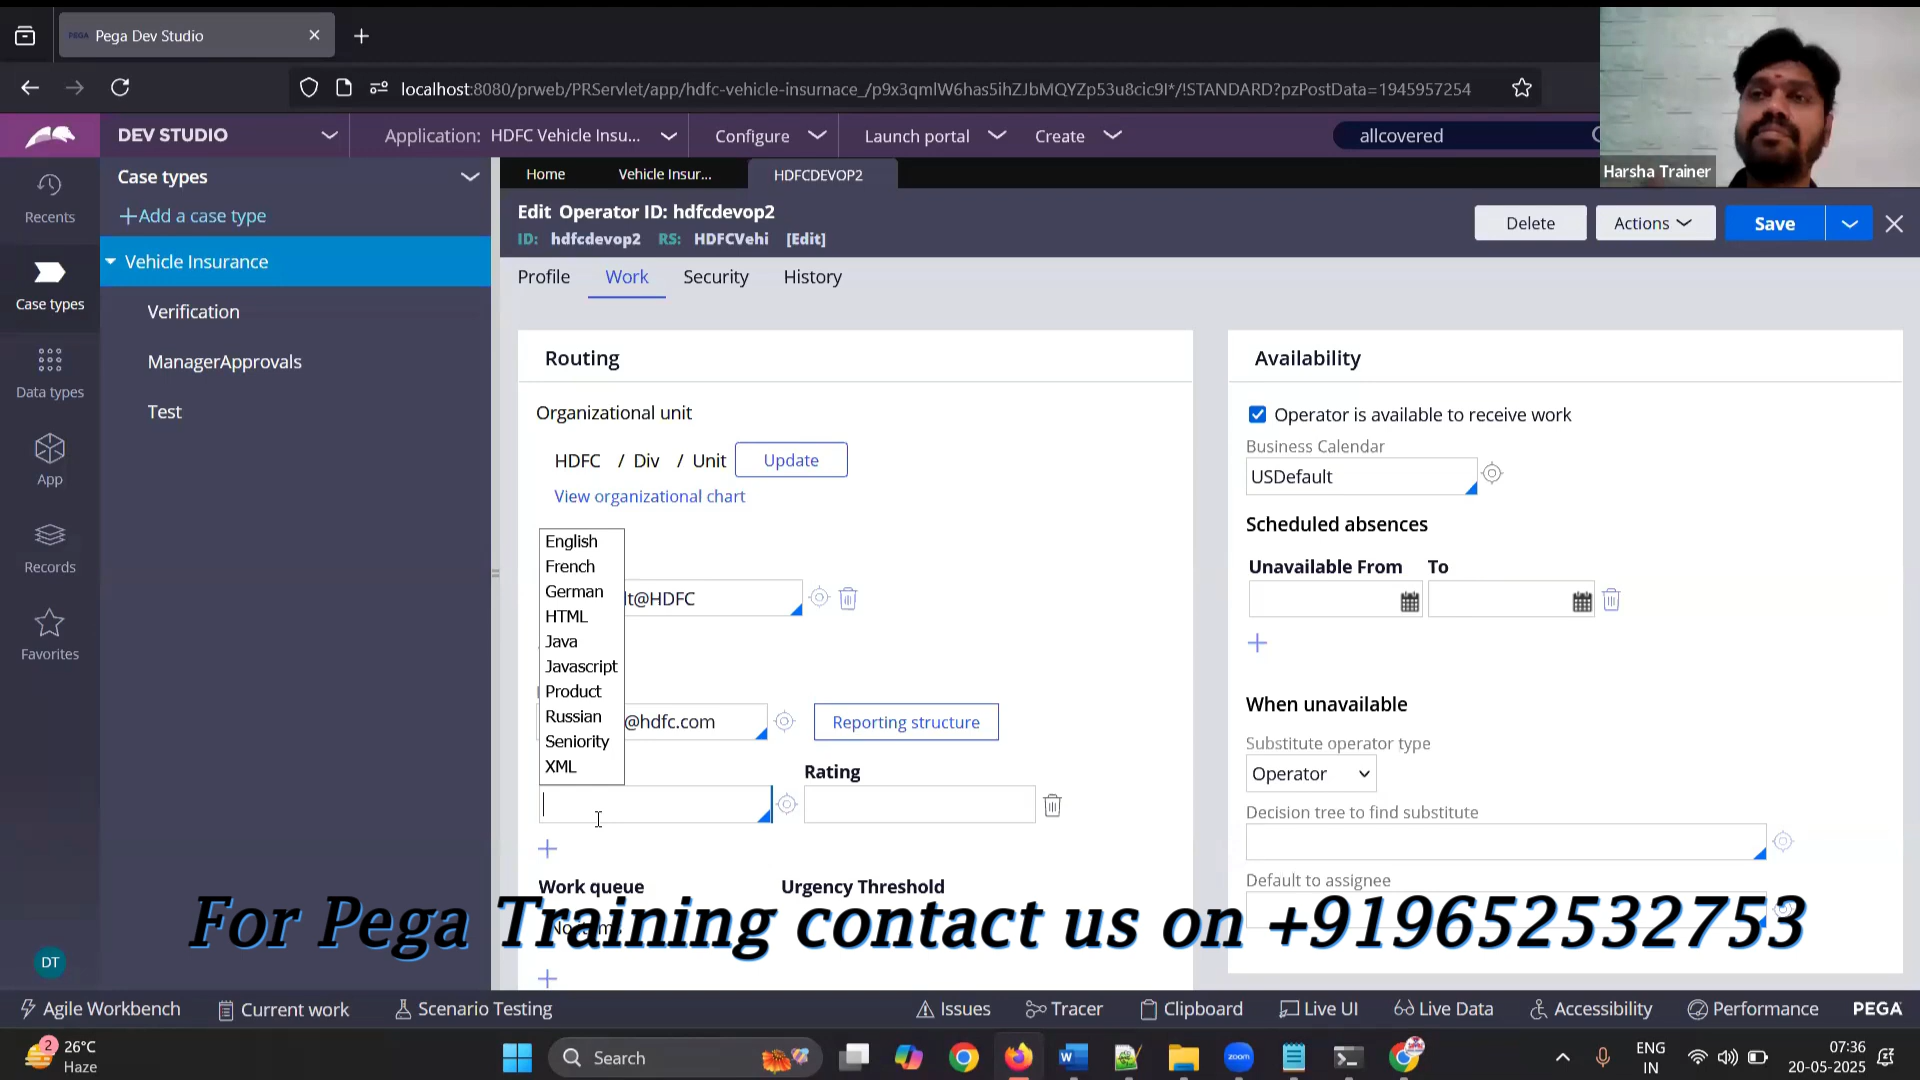 Pega Dev Studio
localhost:8080/prweb/PRServlet/app/hdfc-vehicle-insurnace_/p9x3qmlW6has5ihZJbMQYZp53u8cic9l*/!STANDARD?pzPostData=1945957254
DEV STUDIO
Application: HDFC Vehicle Insu...
Configure
Launch portal
Create
allcovered
Harsha Trainer
Recents
Case types
Data types
App
Records
Favorites
DT
Case types
Add a case type
Vehicle Insurance
Verification
ManagerApprovals
Test
Home
Vehicle Insur...
HDFCDEVOP2
Edit Operator ID: hdfcdevop2
ID: hdfcdevop2 RS: HDFCVehi [Edit]
Delete
Actions
Save
Profile
Work
Security
History
Routing
Organizational unit
HDFC / Div / Unit
Update
View organizational chart
English
French
German
HTML
Java
Javascript
Product
Russian
Seniority
XML
lt@HDFC
@hdfc.com
Reporting structure
Rating
Work queue
Urgency Threshold
Availability
Operator is available to receive work
Business Calendar
USDefault
Scheduled absences
Unavailable From
To
When unavailable
Substitute operator type
Operator
Decision tree to find substitute
Default to assignee
For Pega Training contact us on +919652532753
Agile Workbench
Current work
Scenario Testing
Issues
Tracer
Clipboard
Live UI
Live Data
Accessibility
Performance
PEGA
2
26°C
Haze
Search
zoom
ENG
IN
07:36
20-05-2025